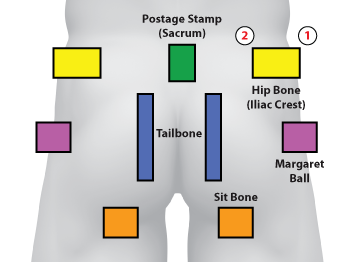 Postage Stamp
(Sacrum)
2
1
Hip Bone
(Iliac Crest)
Tailbone
Margaret
Ball
Sit Bone